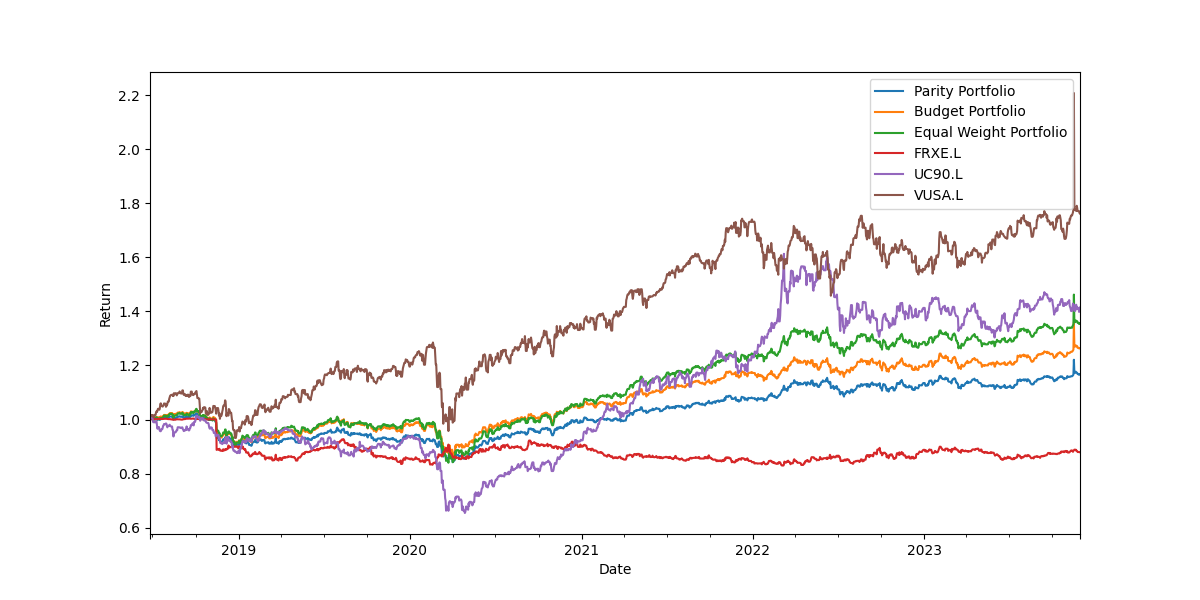 2.2
2.0
1.8
1.6
1.4
1.2
1.0
0.8
0.6
Return
2019
2020
2021
2022
2023
Date
Parity Portfolio
Budget Portfolio
Equal Weight Portfolio
FRXE.L
UC90.L
VUSA.L